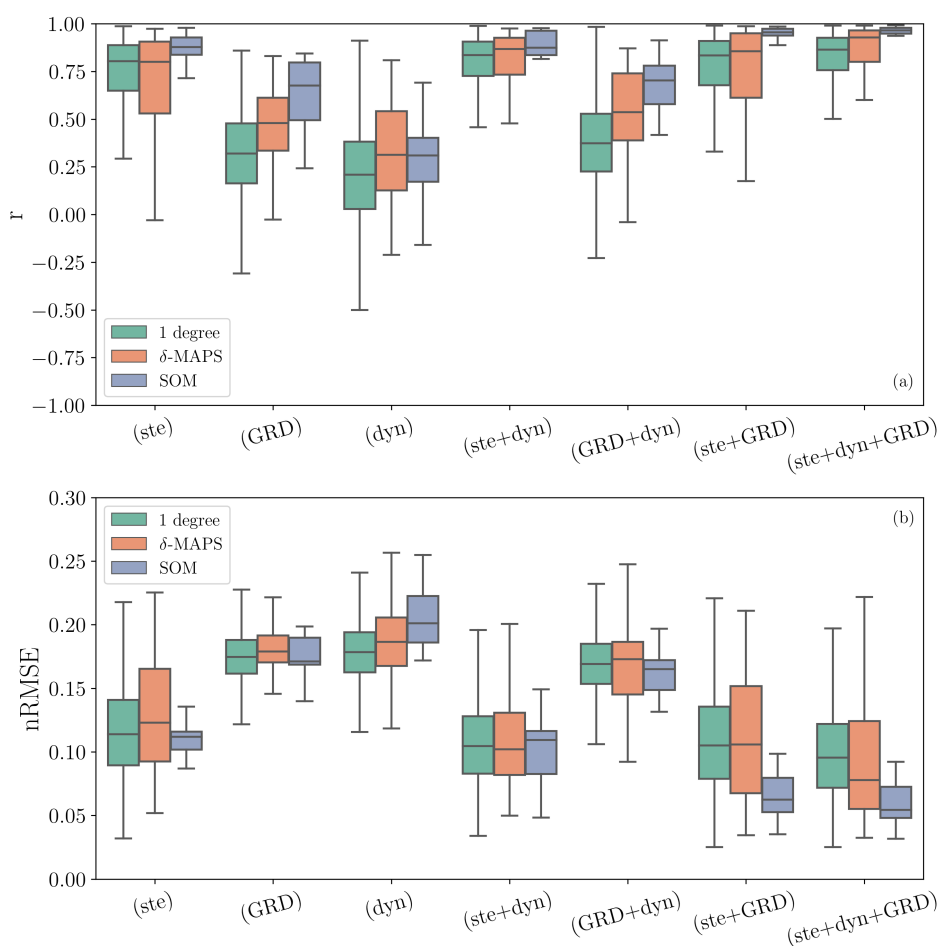 1.00
0.75
0.50
0.25
0.00
−0.25
−0.50
−0.75
−1.00
r
1 degree
δ-MAPS
SOM
(a)
(ste)
(GRD)
(dyn)
(ste+dyn)
(GRD+dyn)
(ste+GRD)
(ste+dyn+GRD)
0.30
0.25
0.20
0.15
0.10
0.05
0.00
nRMSE
1 degree
δ-MAPS
SOM
(b)
(ste)
(GRD)
(dyn)
(ste+dyn)
(GRD+dyn)
(ste+GRD)
(ste+dyn+GRD)